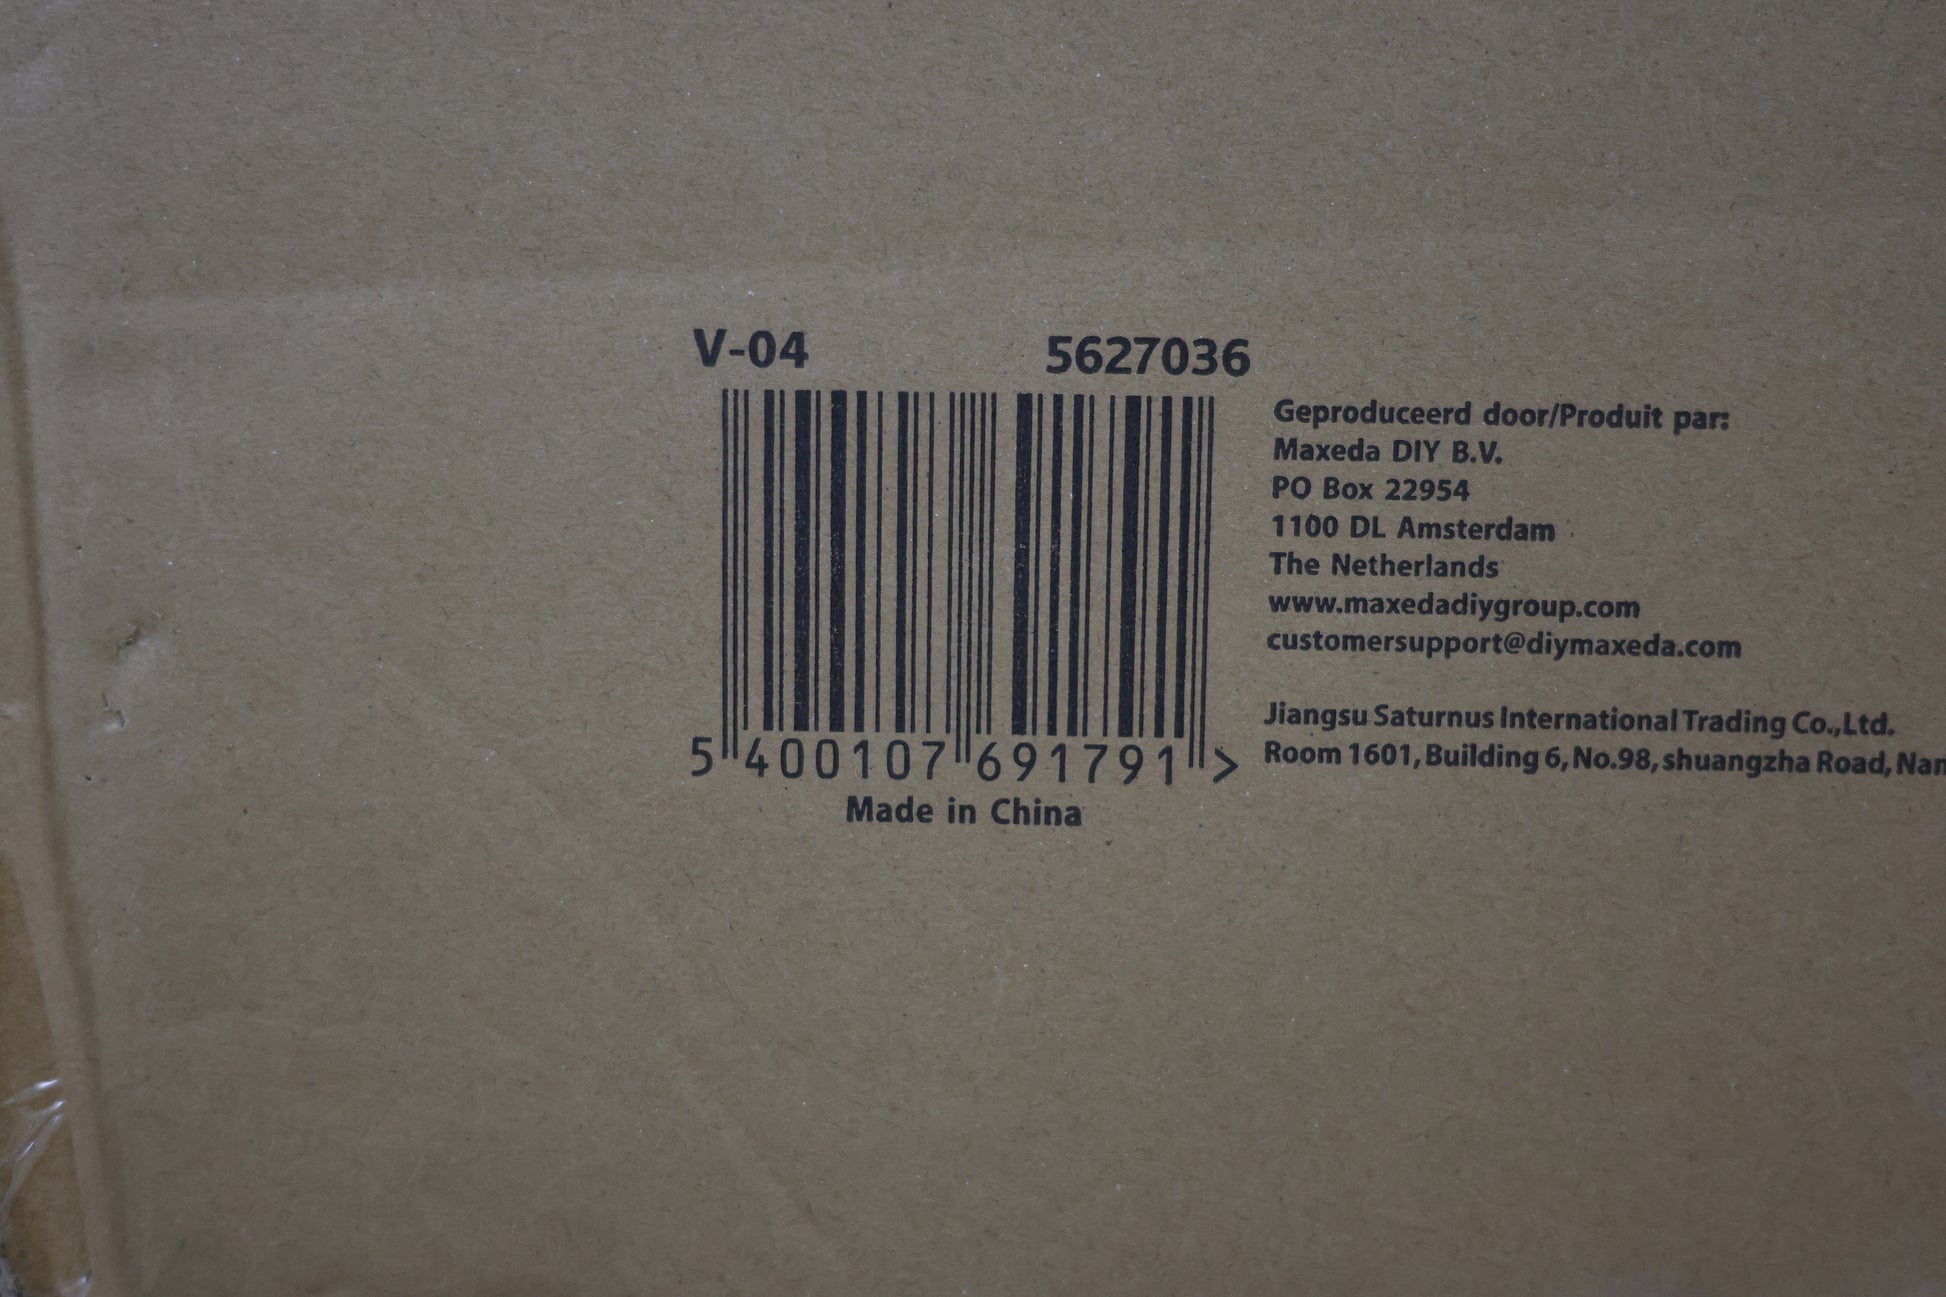 V-04 5627036
5 400107 691791 >
Made in China
Geproduceerd door/Produit par:
Maxeda DIY B.V.
PO Box 22954
1100 DL Amsterdam
The Netherlands
www.maxedadiygroup.com
customersupport@diymaxeda.com
Jiangsu Saturnus International Trading Co.,Ltd.
Room 1601, Building 6, No.98, shuangzha Road,